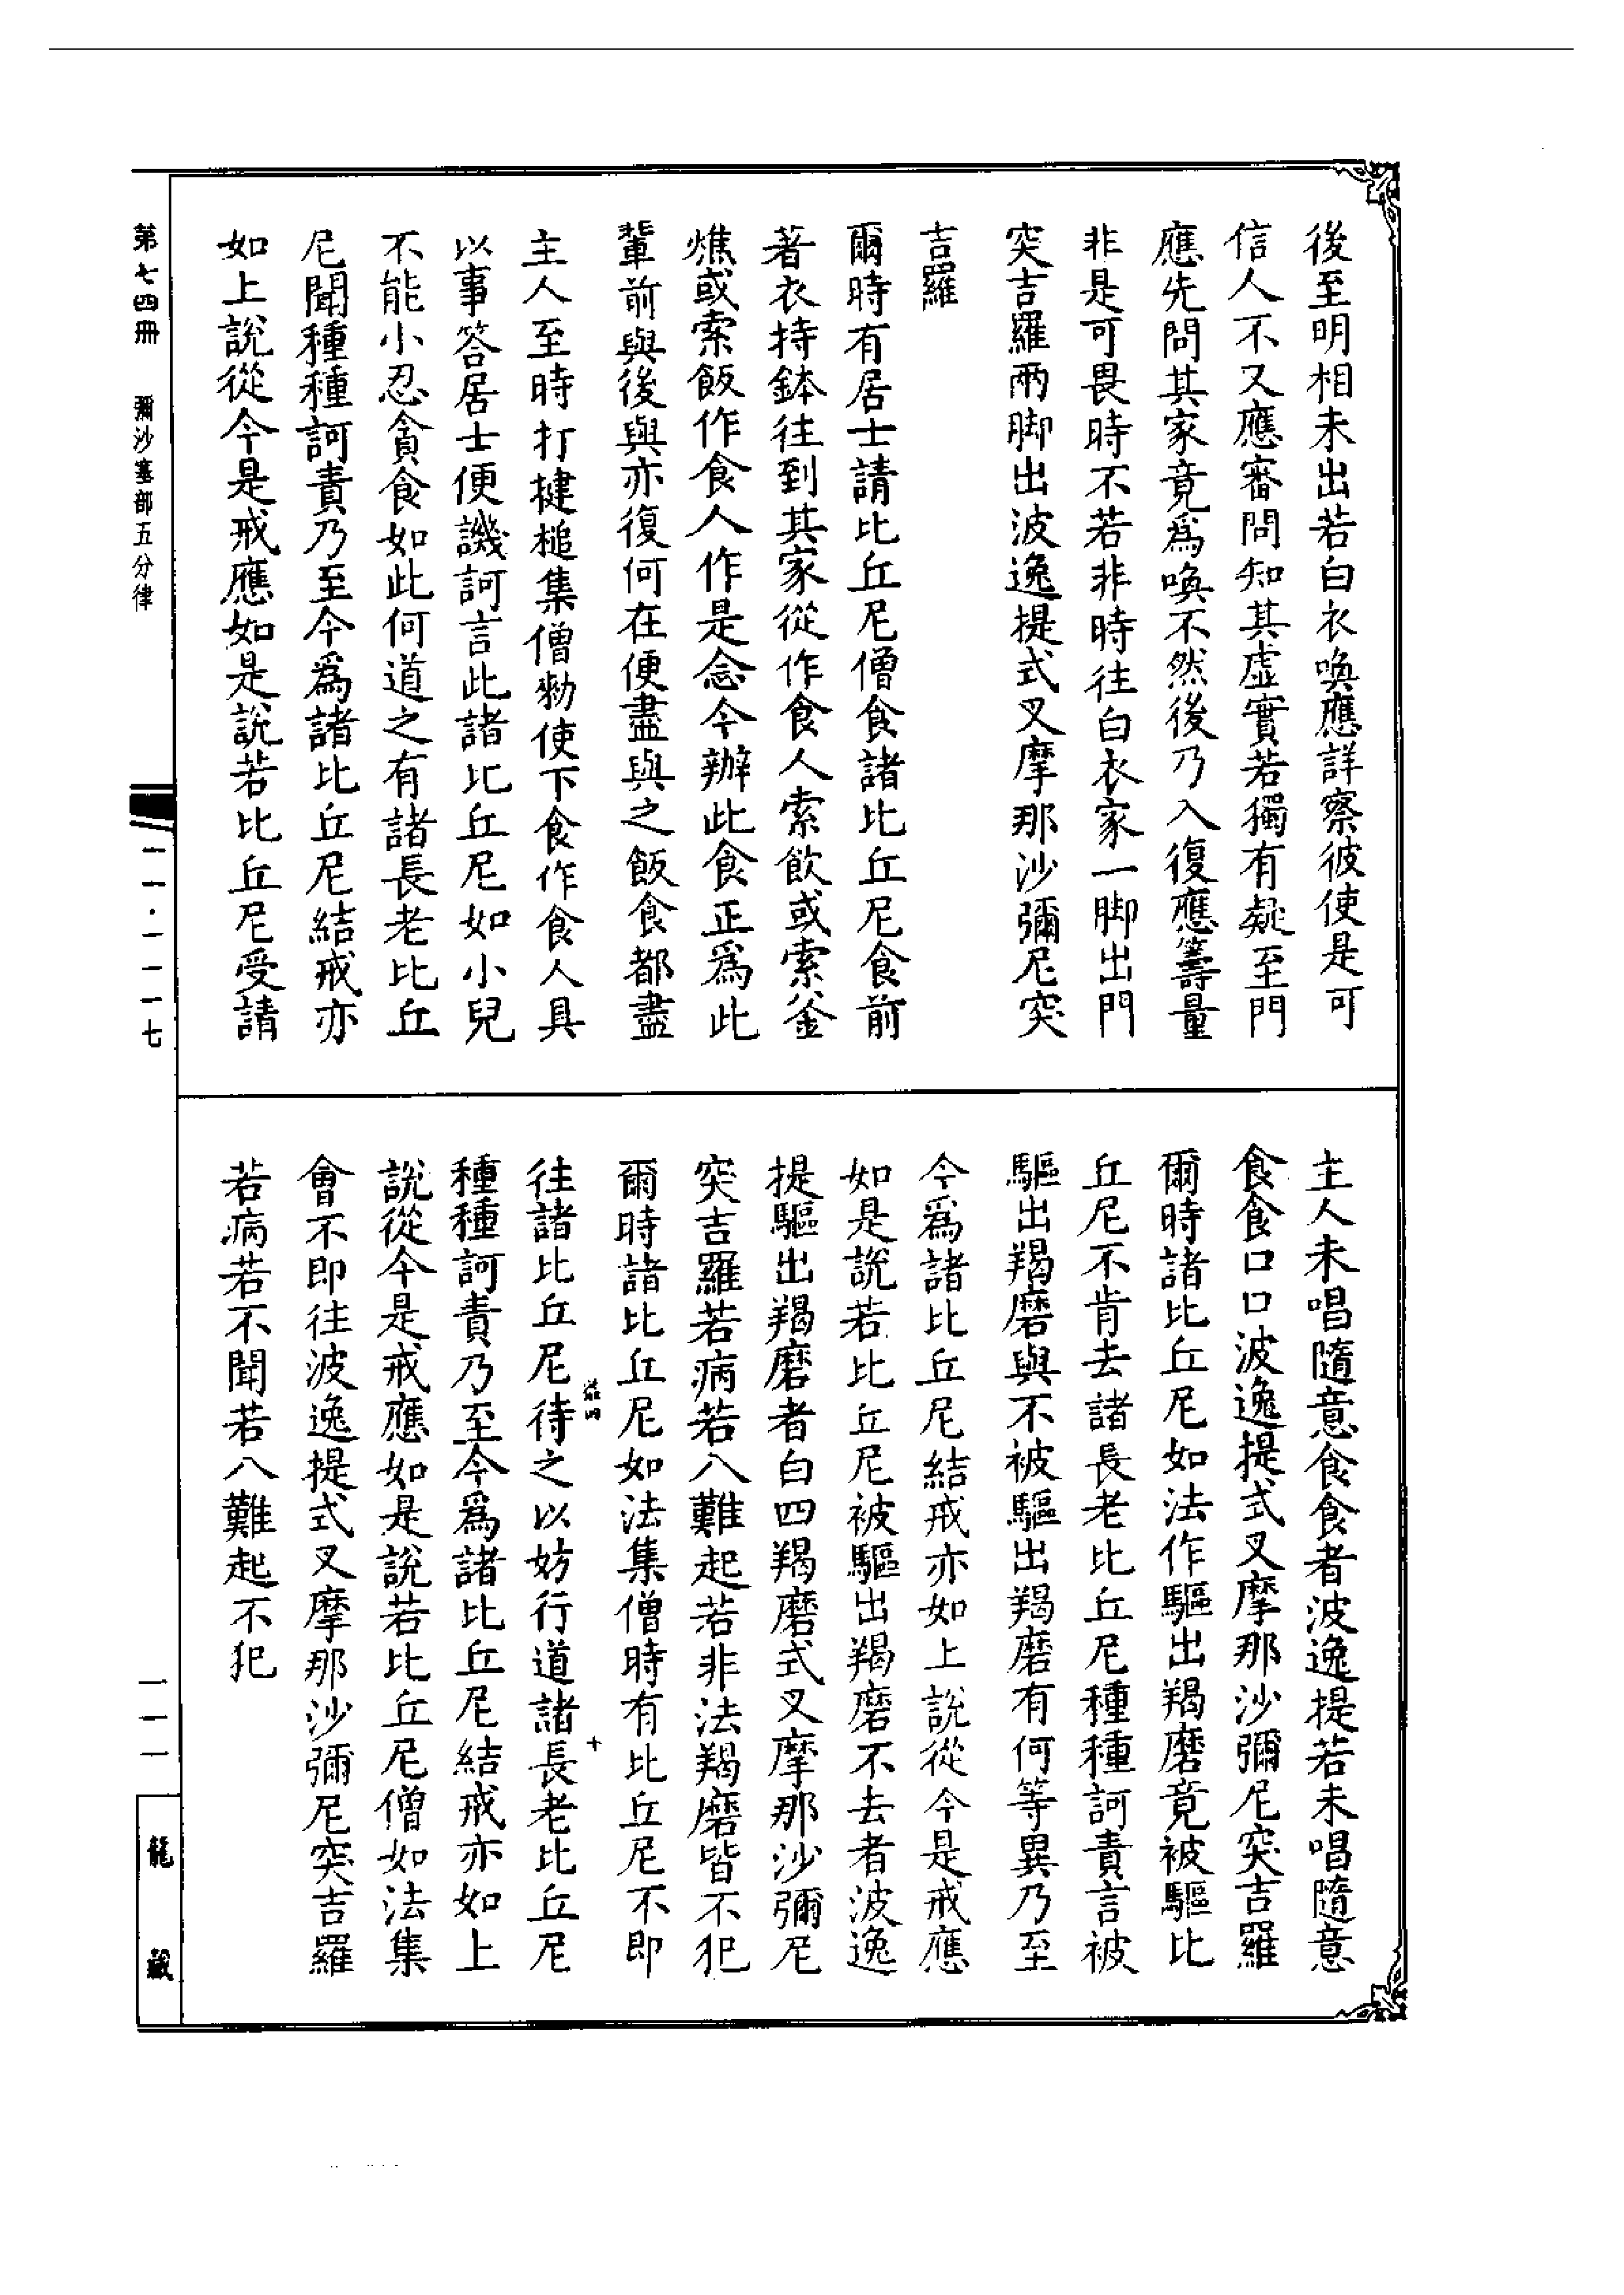 後至明相未出若白衣喚應詳察彼使是可
信人不又應審問知其虛實若獨有疑至門
應先問其家竟爲喚不然後乃入復應籌量
非是可畏時不若非時往白衣家一脚出門
突吉羅兩脚出波逸提式叉摩那沙彌尼突
吉羅
爾時有居士請比丘尼僧食諸比丘尼食前
著衣持鉢往到其家從作食人索飲或索釜
燋或索飯作食人作是念今辦此食正爲此
輩前與後與亦復何在便盡與之飯食都盡
主人至時打揵槌集僧勑使下食作食人具
以事答居士便譏訶言此諸比丘尼如小兒
不能小忍貪食如此何道之有諸長老比丘
尼聞種種訶責乃至今爲諸比丘尼結戒亦
如上說從今是戒應如是說若比丘尼受請
主人未唱隨意食食者波逸提若未唱隨意
食食口口波逸提式叉摩那沙彌尼突吉羅
爾時諸比丘尼如法作驅出羯磨竟被驅比
丘尼不肯去諸長老比丘尼種種訶責言被
驅出羯磨與不被驅出羯磨有何等異乃至
今爲諸比丘尼結戒亦如上說從今是戒應
如是說若比丘尼被驅出羯磨不去者波逸
提驅出羯磨者白四羯磨式叉摩那沙彌尼
突吉羅若病若八難起若非法羯磨皆不犯
爾時諸比丘尼如法集僧時有比丘尼不即
往諸比丘尼待之以妨行道諸長老比丘尼
種種訶責乃至今爲諸比丘尼結戒亦如上
說從今是戒應如是說若比丘尼僧如法集
會不即往波逸提式叉摩那沙彌尼突吉羅
若病若不聞若八難起不犯
第七四冊 彌沙塞部五分律
一一·一一一七
一一一
龍藏
十